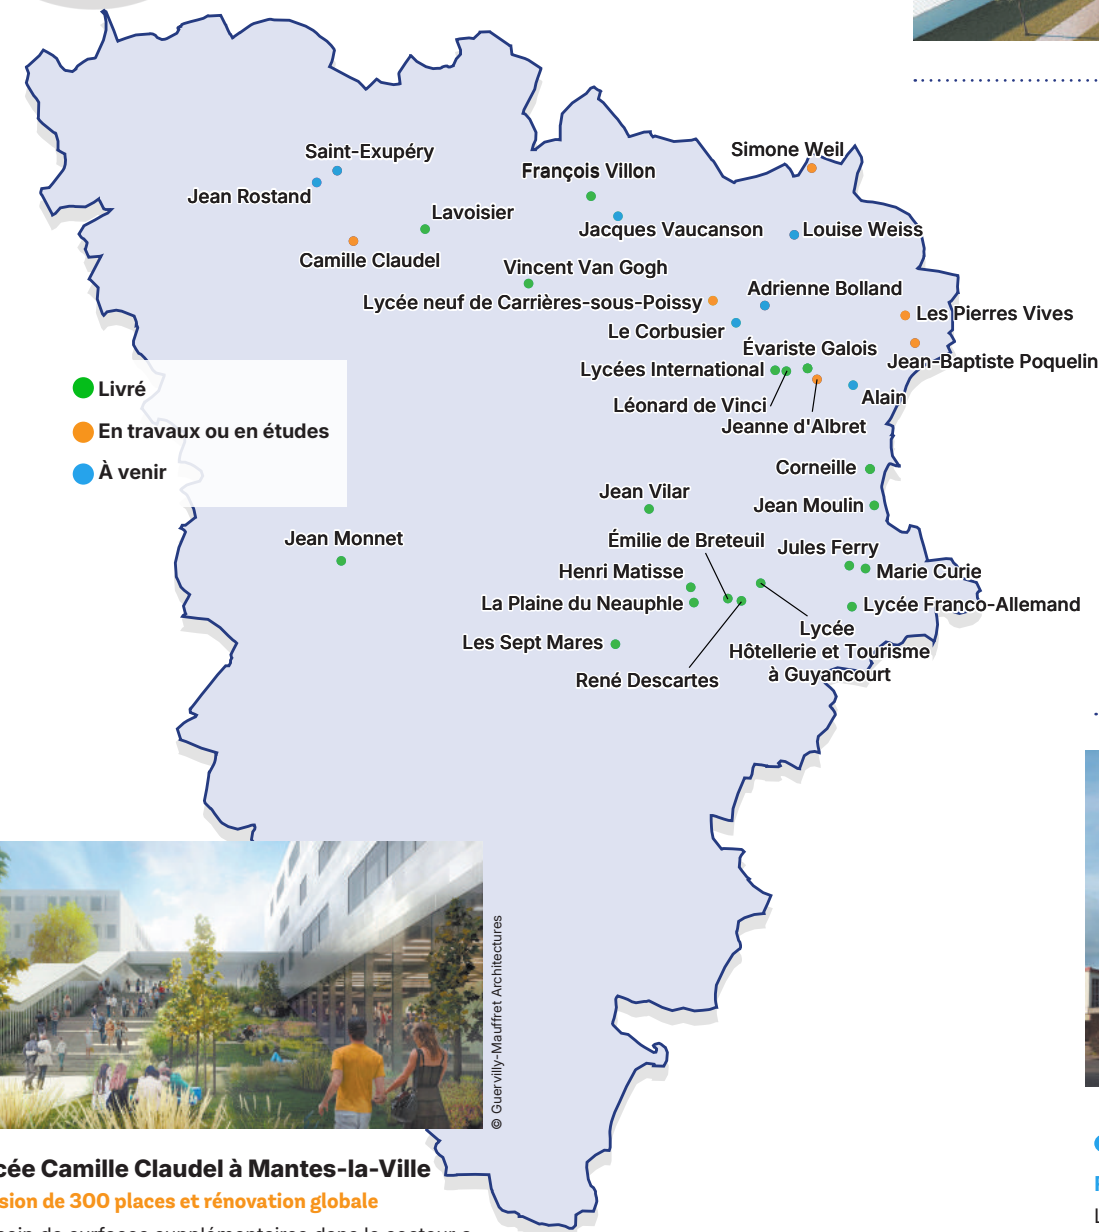 Simone Weil
Saint-Exupéry
François Villon
Jean Rostand
Lavoisier
Jacques Vaucanson
Louise Weiss
Camille Claudel
Vincent Van Gogh
Adrienne Bolland
Lycée neuf de Carrières-sous-Poissy
Les Pierres Vives
Le Corbusier
Évariste Galois
Jean-Baptiste Poquelin
Lycées International
Livré
Alain
Léonard de Vinci
Jeanne d'Albret
En travaux ou en études
À venir
Corneille
Jean Vilar
Jean Moulin
Jean Monnet
Émilie de Breteuil
Jules Ferry
Henri Matisse
Marie Curie
La Plaine du Neauphle
Lycée Franco-Allemand
Lycée
Hôtellerie et Tourisme
à Guyancourt
Les Sept Mares
René Descartes
© Guervilly-Mauffret Architectures
cée Camille Claudel à Mantes-la-Ville
sion de 300 places et rénovation globale